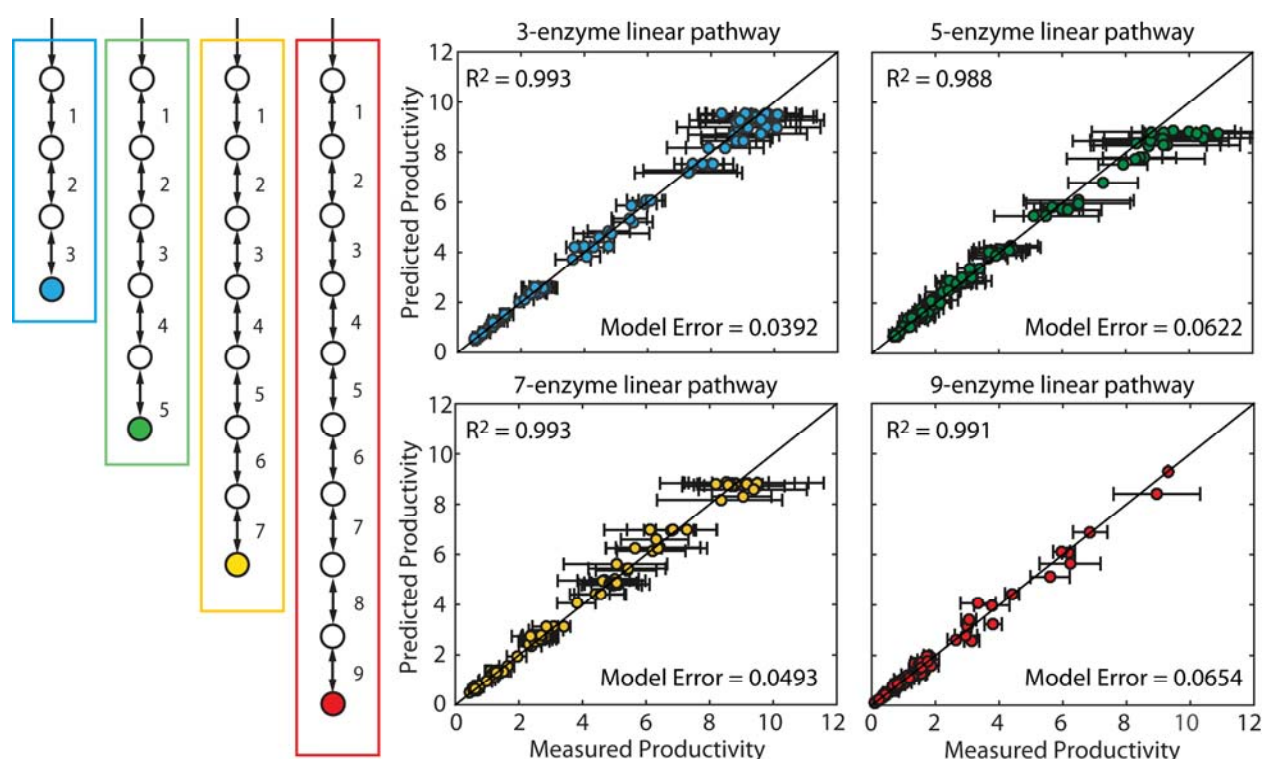 1
2
3
1
2
3
4
5
1
2
3
4
5
6
7
1
2
3
4
5
6
7
8
9
3-enzyme linear pathway
R² = 0.993
Model Error = 0.0392
Predicted Productivity
12
10
8
6
4
2
0
5-enzyme linear pathway
R² = 0.988
Model Error = 0.0622
7-enzyme linear pathway
R² = 0.993
Model Error = 0.0493
Predicted Productivity
12
10
8
6
4
2
0
0 2 4 6 8 10 12
Measured Productivity
9-enzyme linear pathway
R² = 0.991
Model Error = 0.0654
0 2 4 6 8 10 12
Measured Productivity